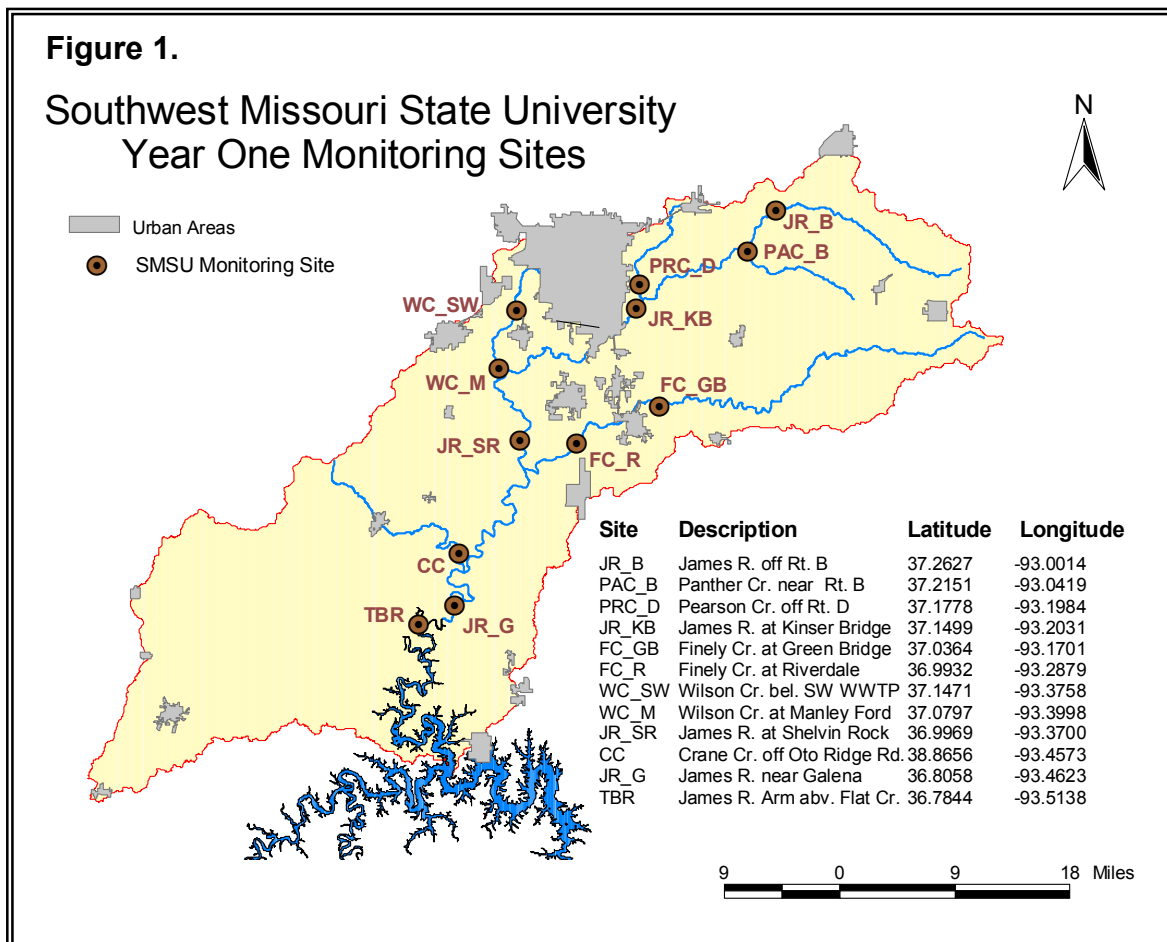 Figure 1.
Southwest Missouri State University
Year One Monitoring Sites
N
Urban Areas
SMSU Monitoring Site
JR_B
PAC_B
PRC_D
WC_SW
JR_KB
WC_M
FC_GB
JR_SR
FC_R
CC
TBR
JR_G
Site Description Latitude Longitude
JR_B James R. off Rt. B 37.2627 -93.0014
PAC_B Panther Cr. near Rt. B 37.2151 -93.0419
PRC_D Pearson Cr. off Rt. D 37.1778 -93.1984
JR_KB James R. at Kinser Bridge 37.1499 -93.2031
FC_GB Finely Cr. at Green Bridge 37.0364 -93.1701
FC_R Finely Cr. at Riverdale 36.9932 -93.2879
WC_SW Wilson Cr. bel. SW WWTP 37.1471 -93.3758
WC_M Wilson Cr. at Manley Ford 37.0797 -93.3998
JR_SR James R. at Shelvin Rock 36.9969 -93.3700
CC Crane Cr. off Oto Ridge Rd. 38.8656 -93.4573
JR_G James R. near Galena 36.8058 -93.4623
TBR James R. Arm abv. Flat Cr. 36.7844 -93.5138
9 0 9 18 Miles